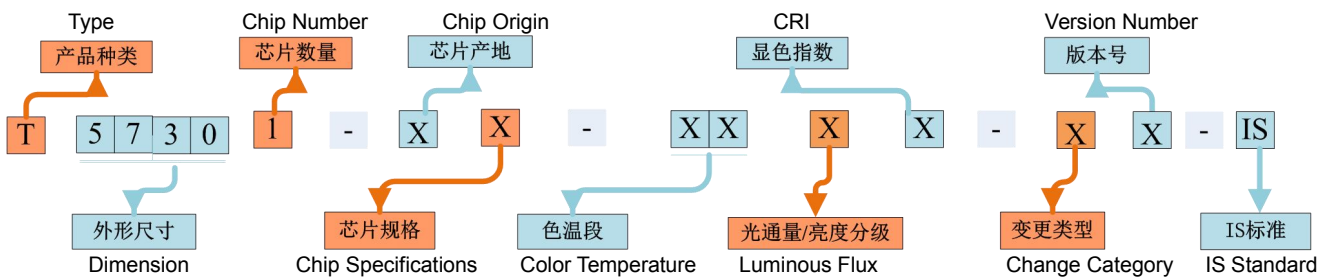 Type Chip Number Chip Origin CRI Version Number
产品种类 芯片数量 芯片产地 显色指数 版本号
T 5 7 3 0 1 - X X - X X X X - X X - IS
外形尺寸 芯片规格 色温段 光通量/亮度分级 变更类型 IS标准
Dimension Chip Specifications Color Temperature Luminous Flux Change Category IS Standard